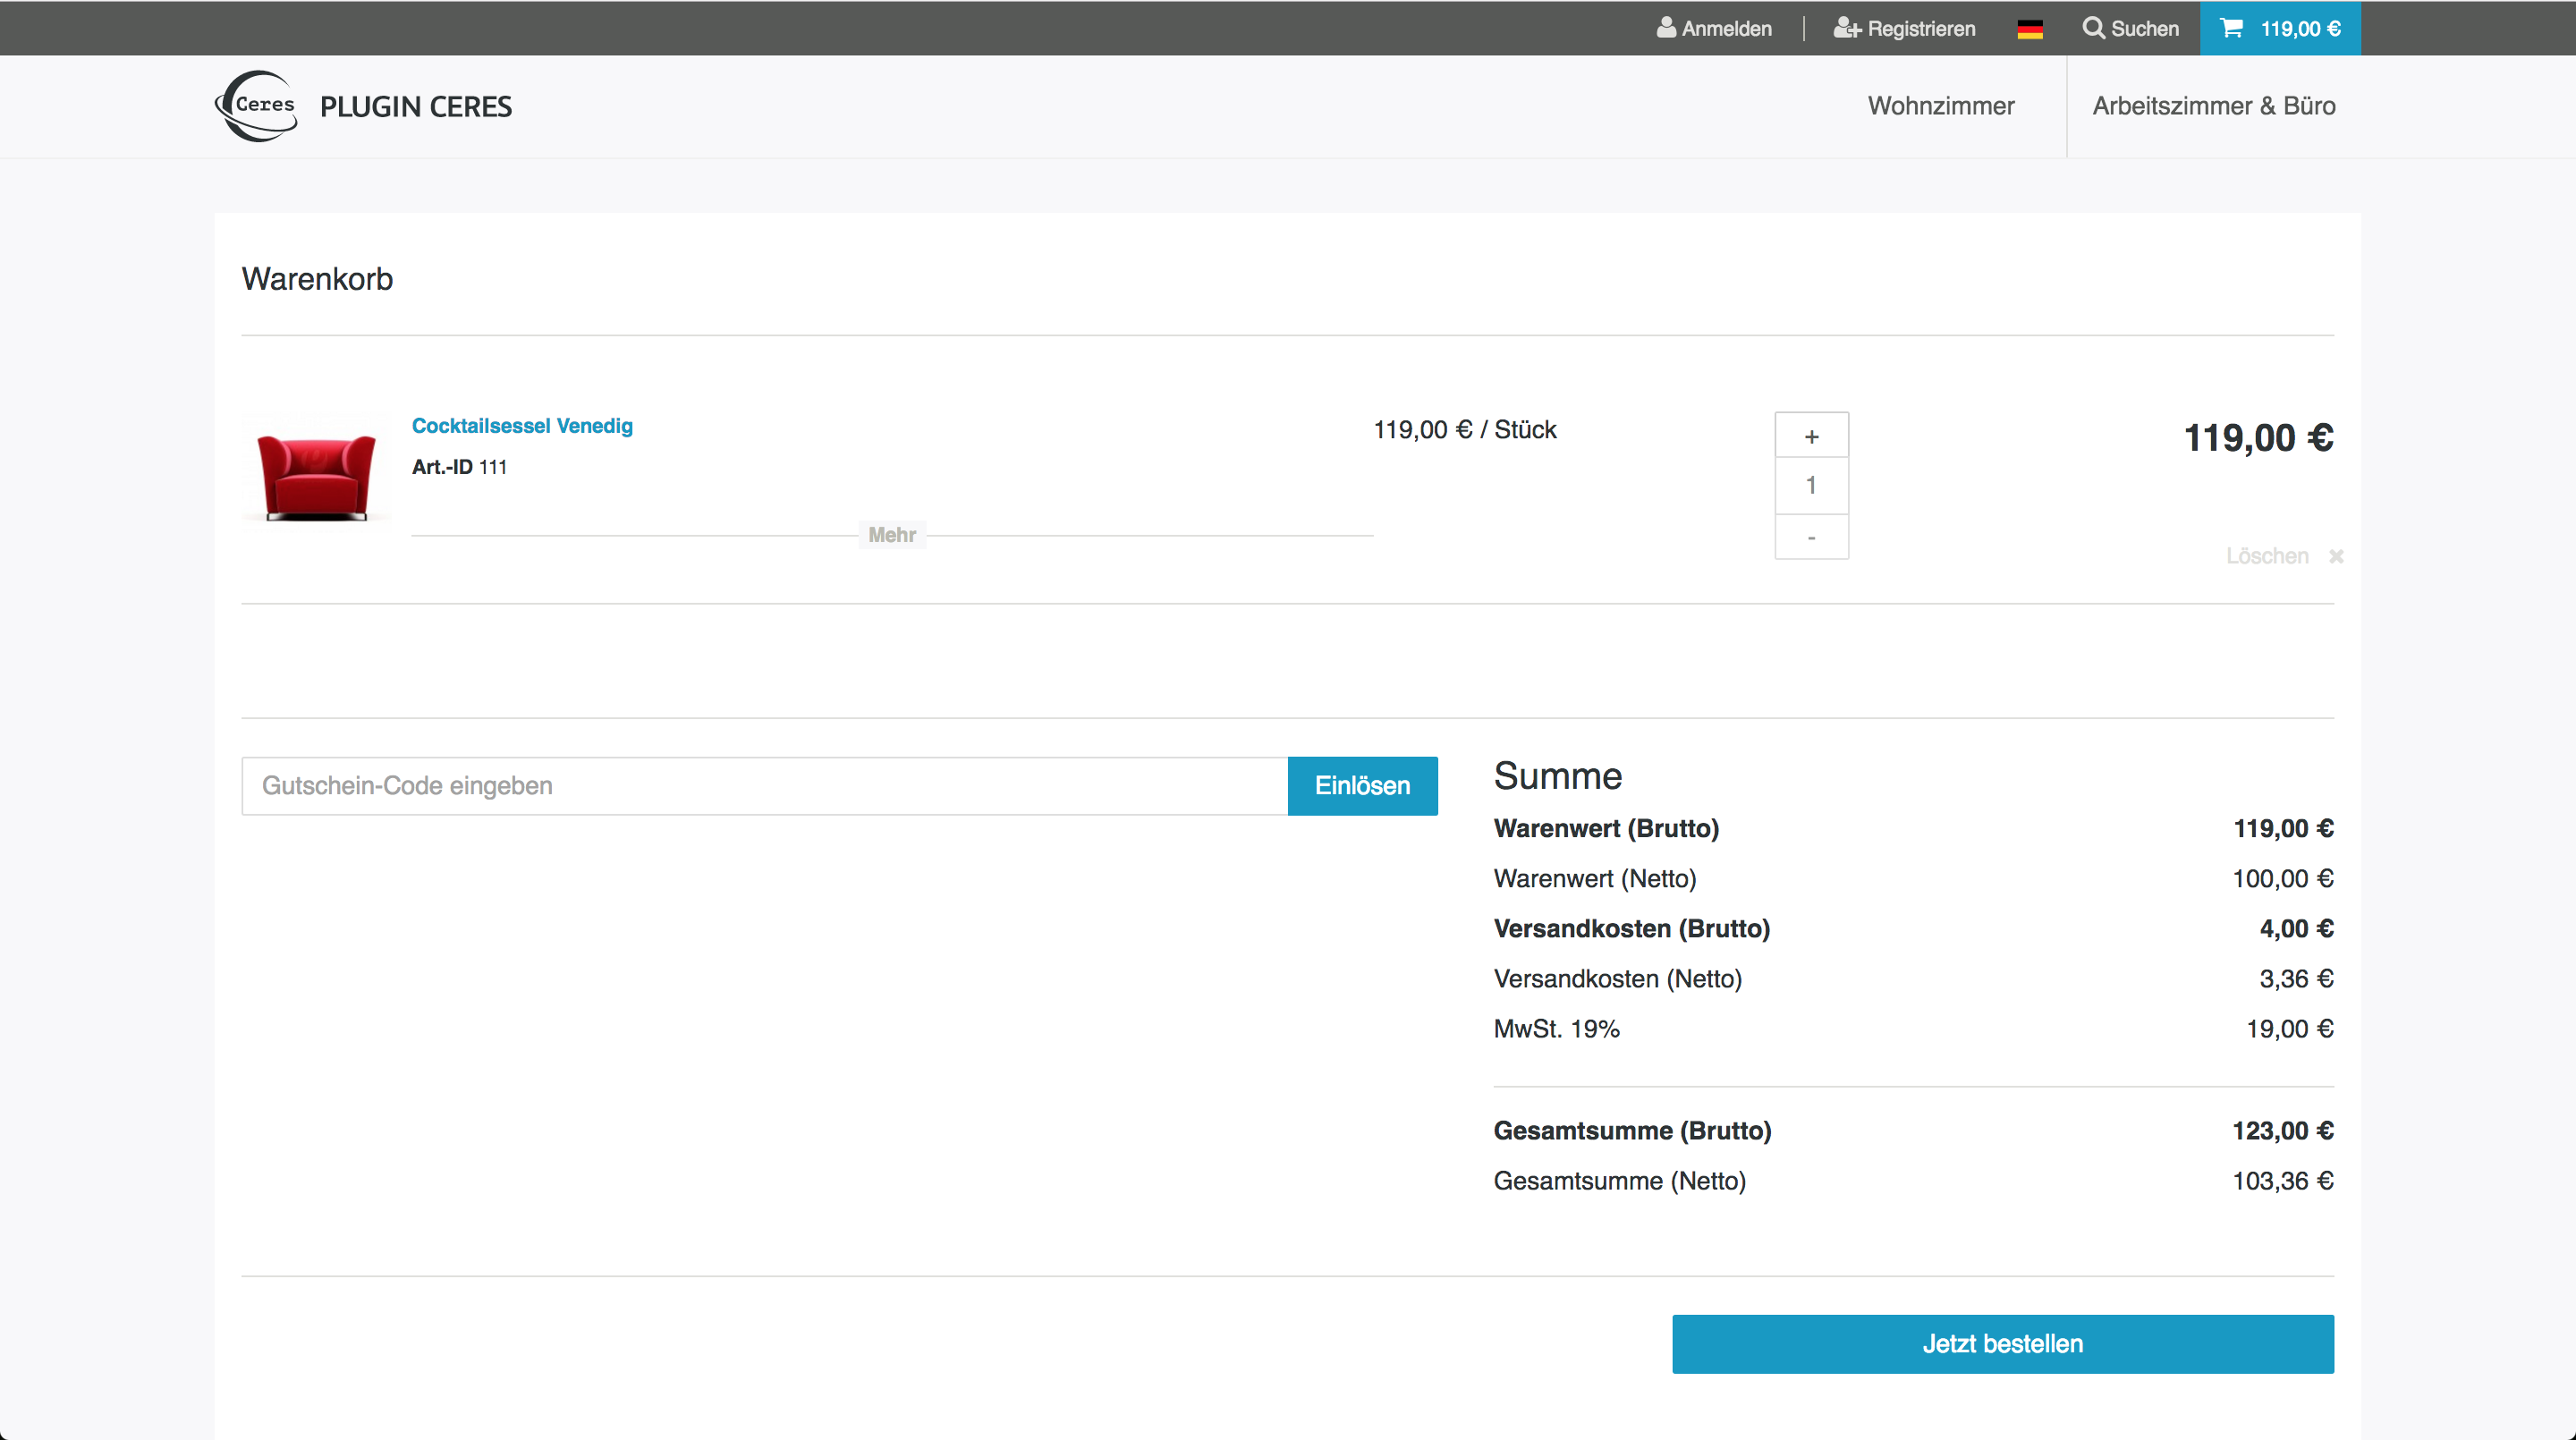 Anmelden | Registrieren Suchen 119,00 €
Ceres PLUGIN CERES Wohnzimmer Arbeitszimmer & Büro
Warenkorb
Cocktailsessel Venedig 119,00 € / Stück + 119,00 €
Art.-ID 111
1
Mehr - Löschen ✖
Gutschein-Code eingeben Einlösen
Summe
Warenwert (Brutto) 119,00 €
Warenwert (Netto) 100,00 €
Versandkosten (Brutto) 4,00 €
Versandkosten (Netto) 3,36 €
MwSt. 19% 19,00 €
Gesamtsumme (Brutto) 123,00 €
Gesamtsumme (Netto) 103,36 €
Jetzt bestellen